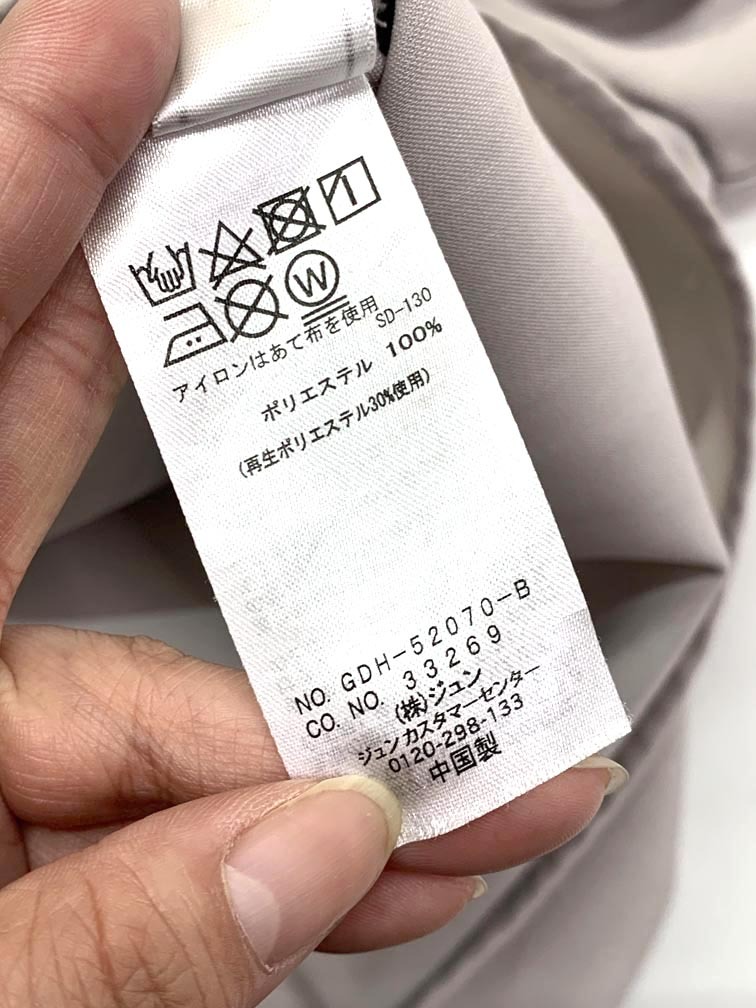 W
アイロンはあて布を使用 SD-130
ポリエステル 100%
(再生ポリエステル30%使用)
NO. GDH-52070-B
CO. NO. 33269
(株)ジュン
ジュンカスタマーセンター
0120-298-133
中国製